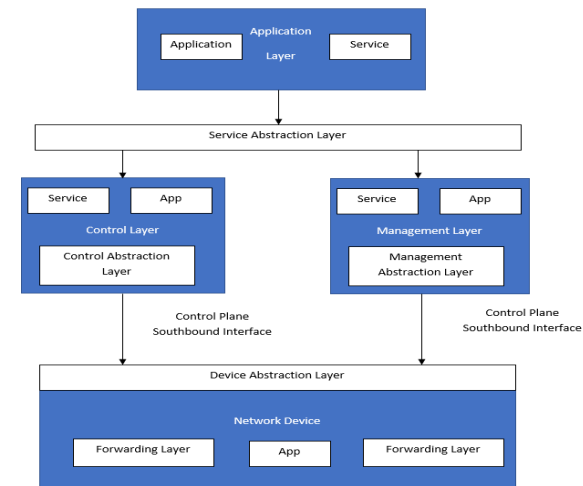 Application
Layer
Application
Service
Service Abstraction Layer
Service
App
Control Layer
Control Abstraction
Layer
Service
App
Management Layer
Management
Abstraction Layer
Control Plane
Southbound Interface
Control Plane
Southbound Interface
Device Abstraction Layer
Network Device
Forwarding Layer
App
Forwarding Layer